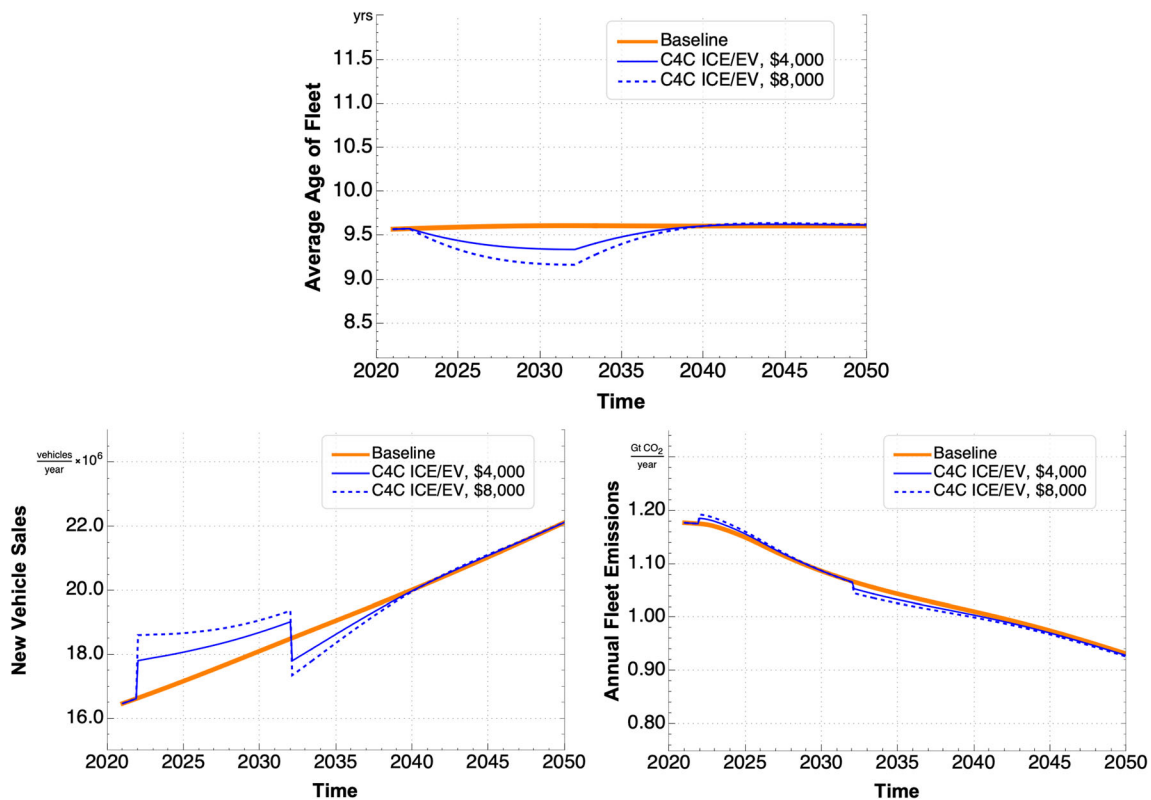 yrs
Baseline
C4C ICE/EV, $4,000
C4C ICE/EV, $8,000
11.5
11.0
10.5
10.0
9.5
9.0
8.5
Average Age of Fleet
2020 2025 2030 2035 2040 2045 2050
Time
vehicles
year
×10⁶
Baseline
C4C ICE/EV, $4,000
C4C ICE/EV, $8,000
22.0
20.0
18.0
16.0
New Vehicle Sales
2020 2025 2030 2035 2040 2045 2050
Time
Gt CO₂
year
Baseline
C4C ICE/EV, $4,000
C4C ICE/EV, $8,000
1.20
1.10
1.00
0.90
0.80
Annual Fleet Emissions
2020 2025 2030 2035 2040 2045 2050
Time